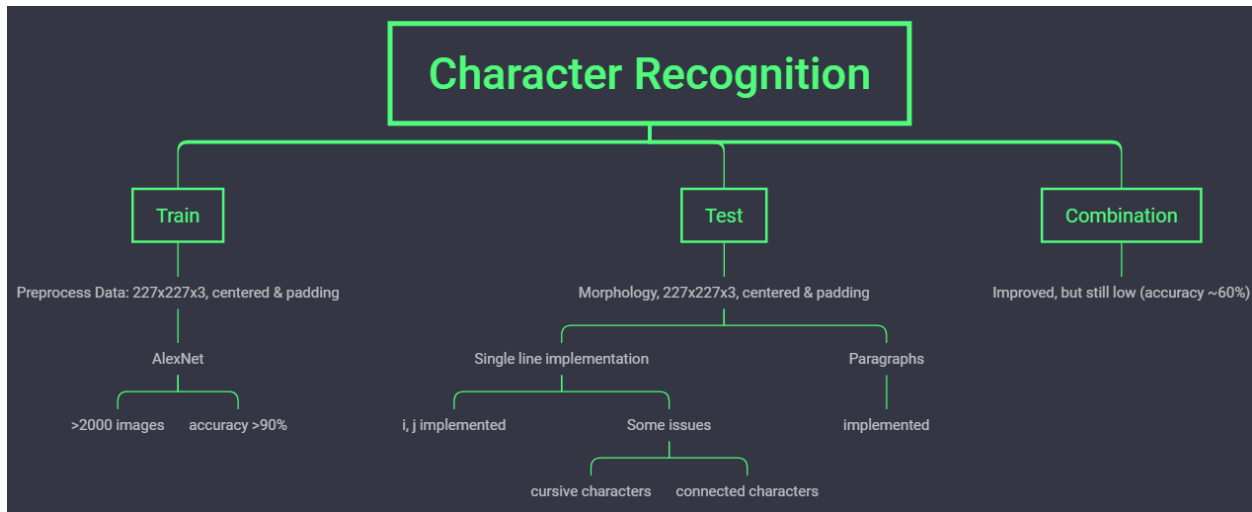 Character Recognition
Train
Test
Combination
Preprocess Data: 227x227x3, centered & padding
Morphology, 227x227x3, centered & padding
Improved, but still low (accuracy ~60%)
AlexNet
Single line implementation
Paragraphs
>2000 images
accuracy >90%
i, j implemented
Some issues
implemented
cursive characters
connected characters